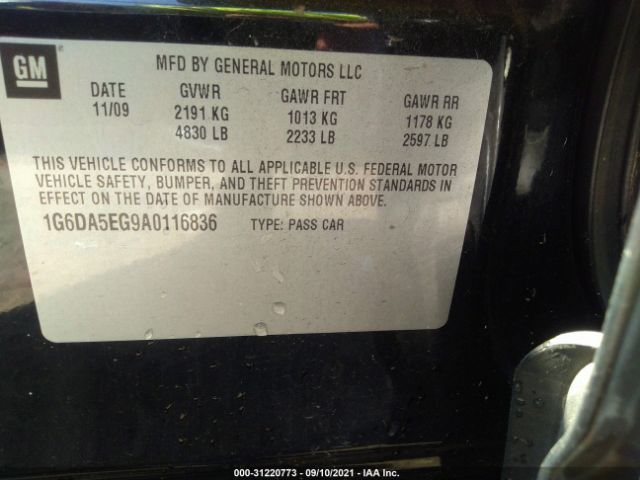 GM
MFD BY GENERAL MOTORS LLC
DATE GVWR GAWR FRT GAWR RR
11/09 2191 KG 1013 KG 1178 KG
4830 LB 2233 LB 2597 LB
THIS VEHICLE CONFORMS TO ALL APPLICABLE U.S. FEDERAL MOTOR
VEHICLE SAFETY, BUMPER, AND THEFT PREVENTION STANDARDS IN
EFFECT ON THE DATE OF MANUFACTURE SHOWN ABOVE.
1G6DA5EG9A0116836 TYPE: PASS CAR
000-31220773 - 09/10/2021 - IAA Inc.